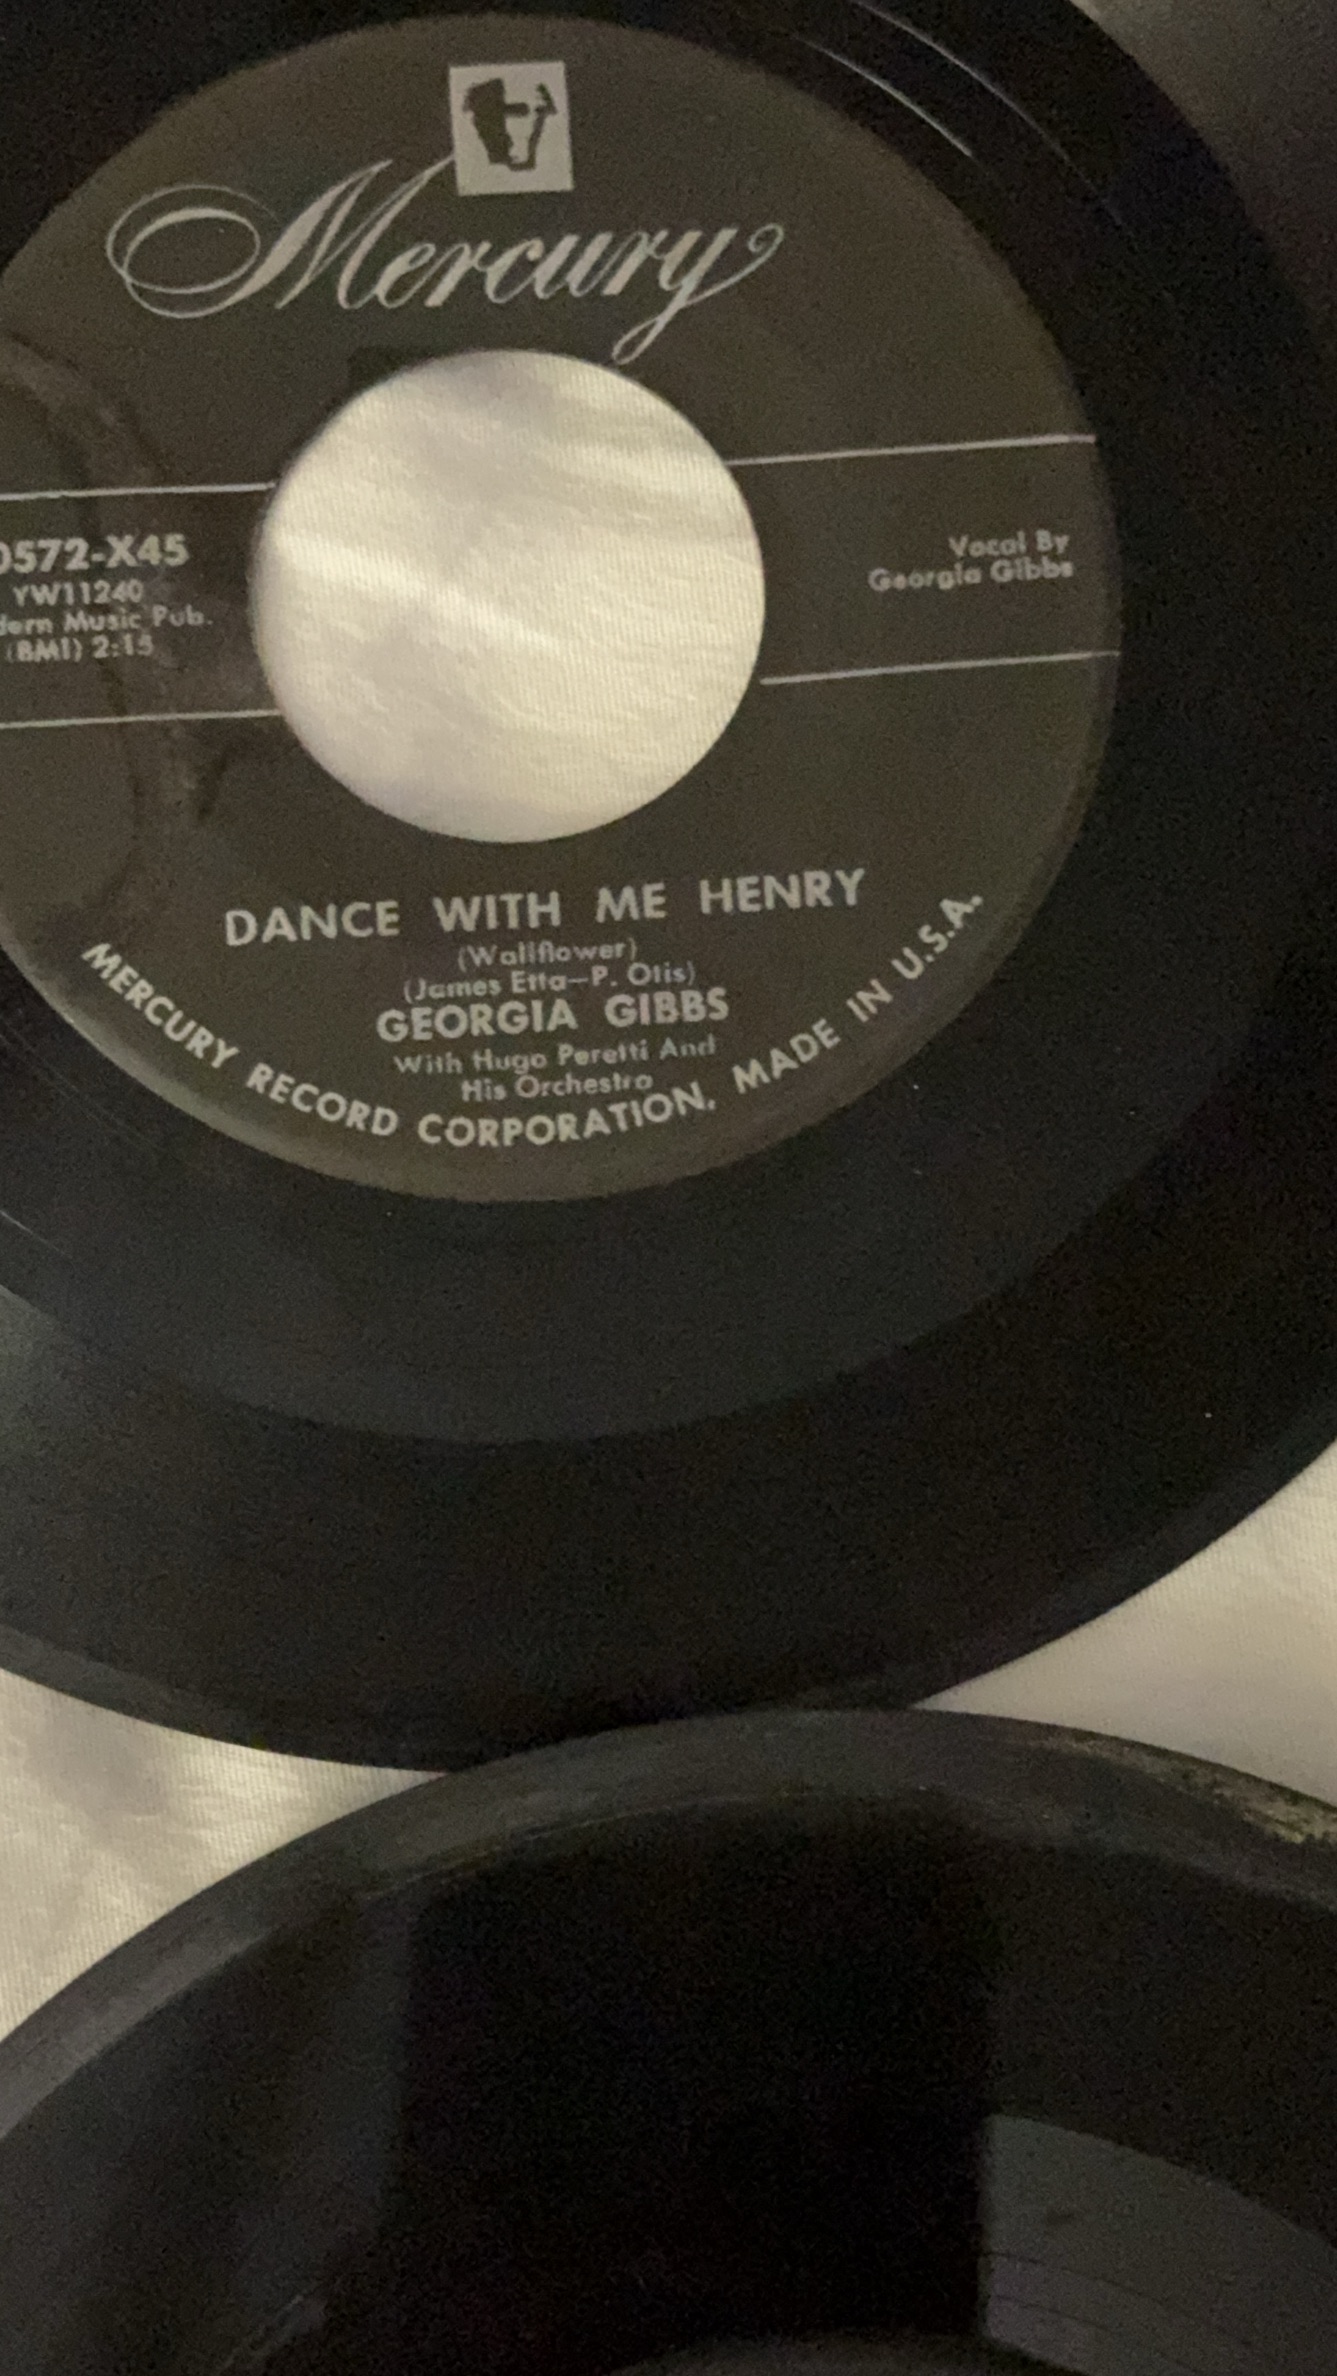 Mercury
0572-X45
YW11240
dern Music Pub.
(BMI) 2:15
Vocal By
Georgia Gibbs
DANCE WITH ME HENRY
(Wallflower)
(James Etta—P. Otis)
GEORGIA GIBBS
With Hugo Peretti And
His Orchestra
MERCURY RECORD CORPORATION. MADE IN U.S.A.